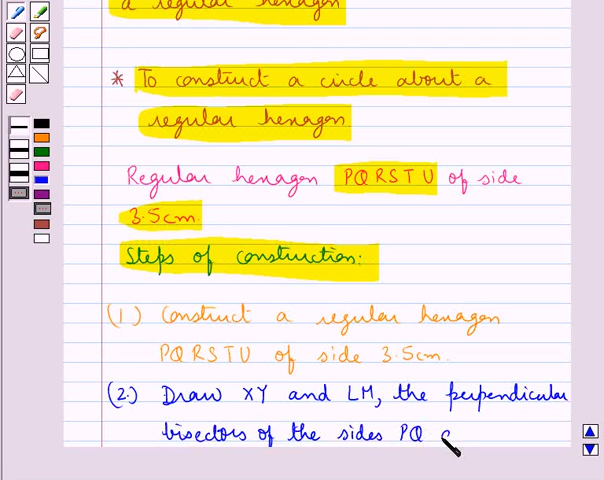 a regular hexagon
* To construct a circle about a
regular hexagon
Regular hexagon PQRSTU of side
3.5cm.
Steps of construction:
(1) Construct a regular hexagon
PQRSTU of side 3.5cm.
(2.) Draw XY and LM, the perpendicular
bisectors of the sides PQ